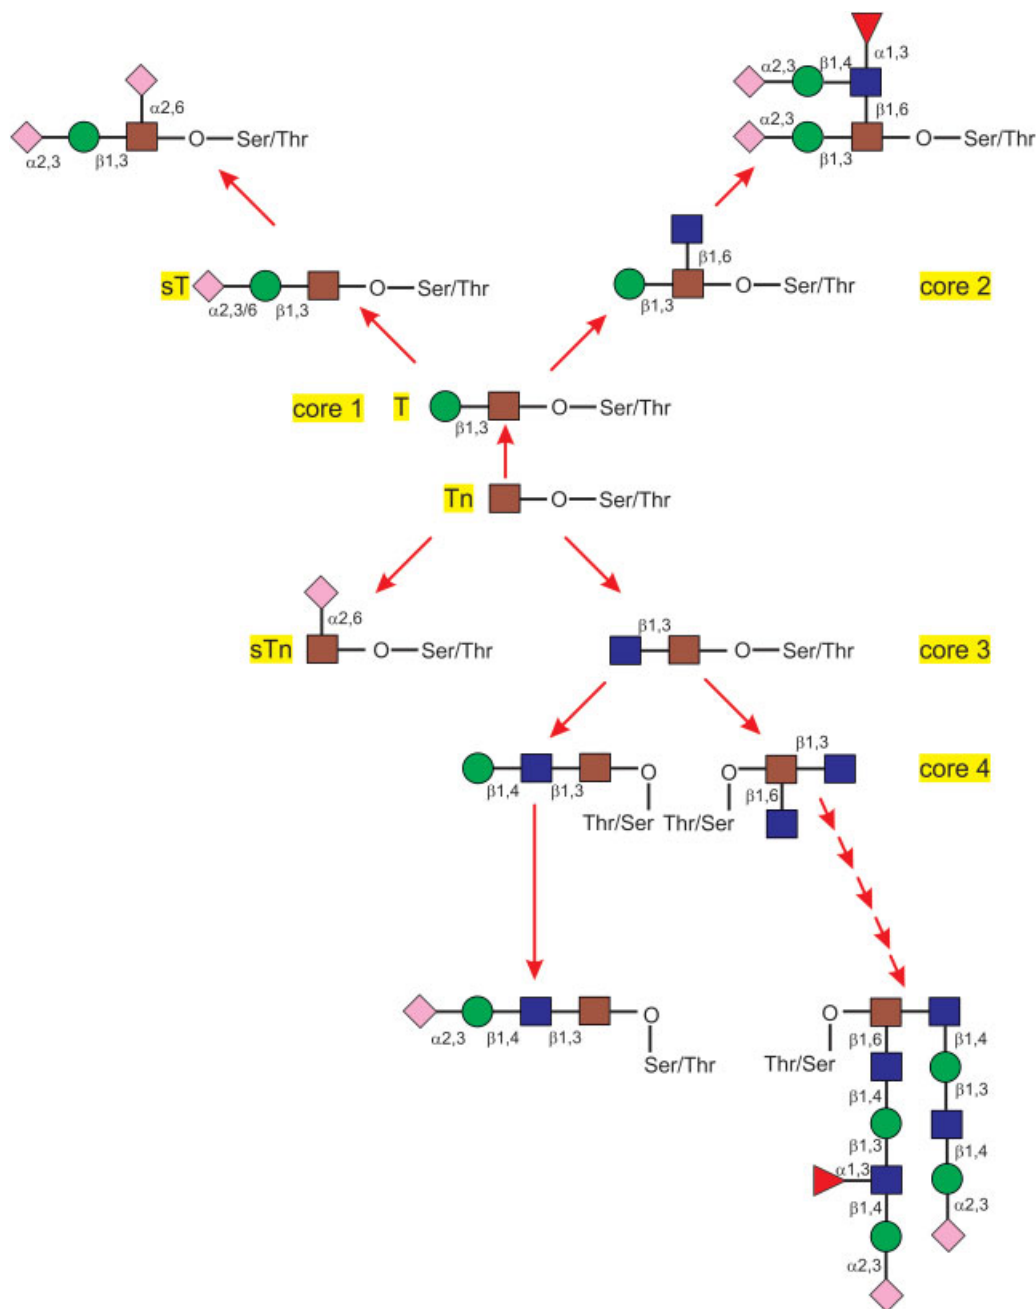 α1,3
α2,3 β1,4
β1,6
α2,3
β1,3 O Ser/Thr
α2,6
α2,3 β1,3 O Ser/Thr
β1,6
sT α2,3/6 β1,3 O Ser/Thr
β1,3 O Ser/Thr core 2
core 1 T β1,3 O Ser/Thr
Tn O Ser/Thr
α2,6
sTn O Ser/Thr
β1,3
O Ser/Thr core 3
β1,4 β1,3 O
Thr/Ser
O β1,3 core 4
β1,6
Thr/Ser
α2,3 β1,4 β1,3 O
Ser/Thr
O
Thr/Ser
β1,6 β1,4
β1,4 β1,3
β1,3 β1,4
α1,3
β1,4 α2,3
α2,3